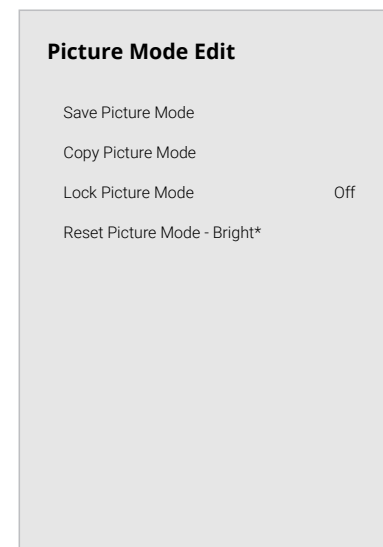 Picture Mode Edit
Save Picture Mode
Copy Picture Mode
Lock Picture Mode Off
Reset Picture Mode - Bright*